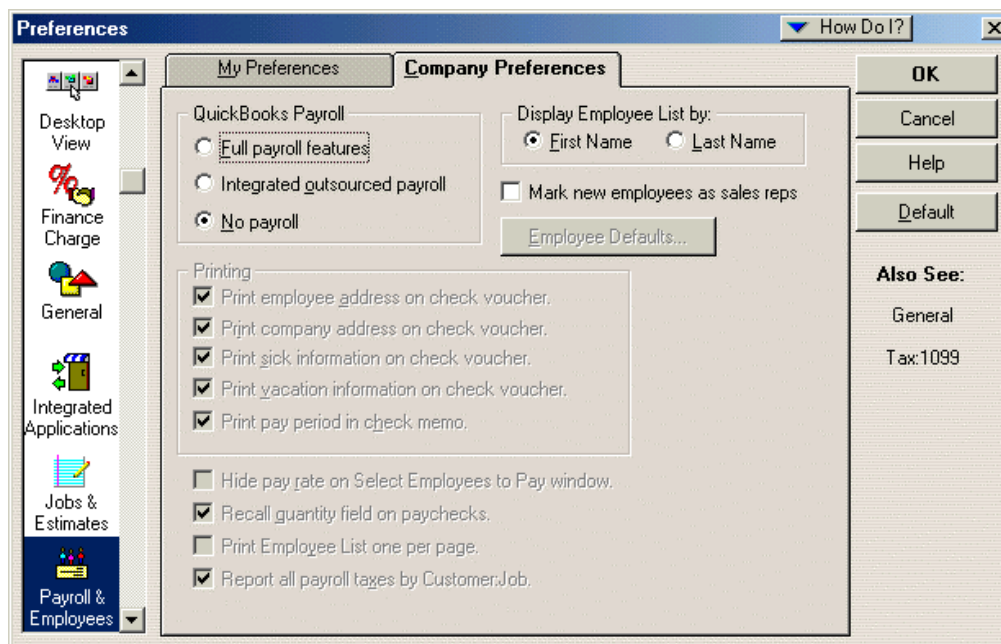 Preferences
How Do I?
Desktop
View
Finance
Charge
General
Integrated
Applications
Jobs &
Estimates
Payroll &
Employees
My Preferences
Company Preferences
QuickBooks Payroll
Full payroll features
Integrated outsourced payroll
No payroll
Display Employee List by:
First Name Last Name
Mark new employees as sales reps
Employee Defaults...
Printing
Print employee address on check voucher.
Print company address on check voucher.
Print sick information on check voucher.
Print vacation information on check voucher.
Print pay period in check memo.
Hide pay rate on Select Employees to Pay window.
Recall quantity field on paychecks.
Print Employee List one per page.
Report all payroll taxes by Customer:Job.
OK
Cancel
Help
Default
Also See:
General
Tax:1099